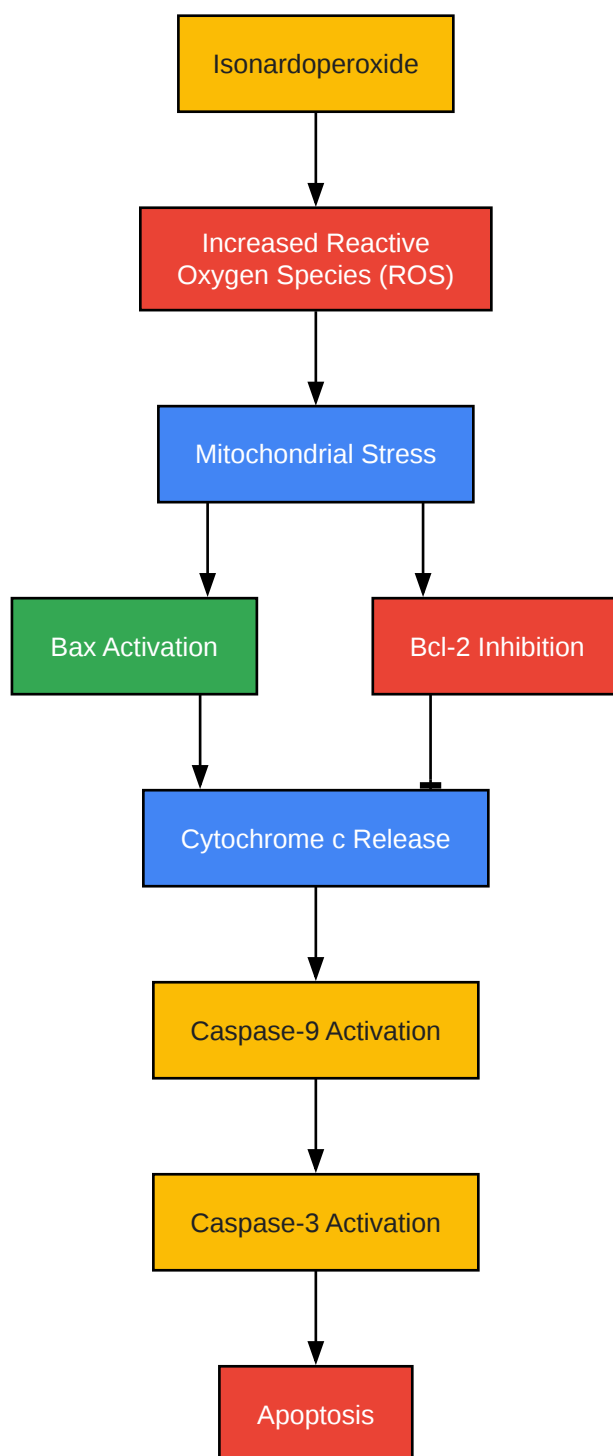 Isonardoperoxide
Increased Reactive
Oxygen Species (ROS)
Mitochondrial Stress
Bax Activation
Bcl-2 Inhibition
Cytochrome c Release
Caspase-9 Activation
Caspase-3 Activation
Apoptosis